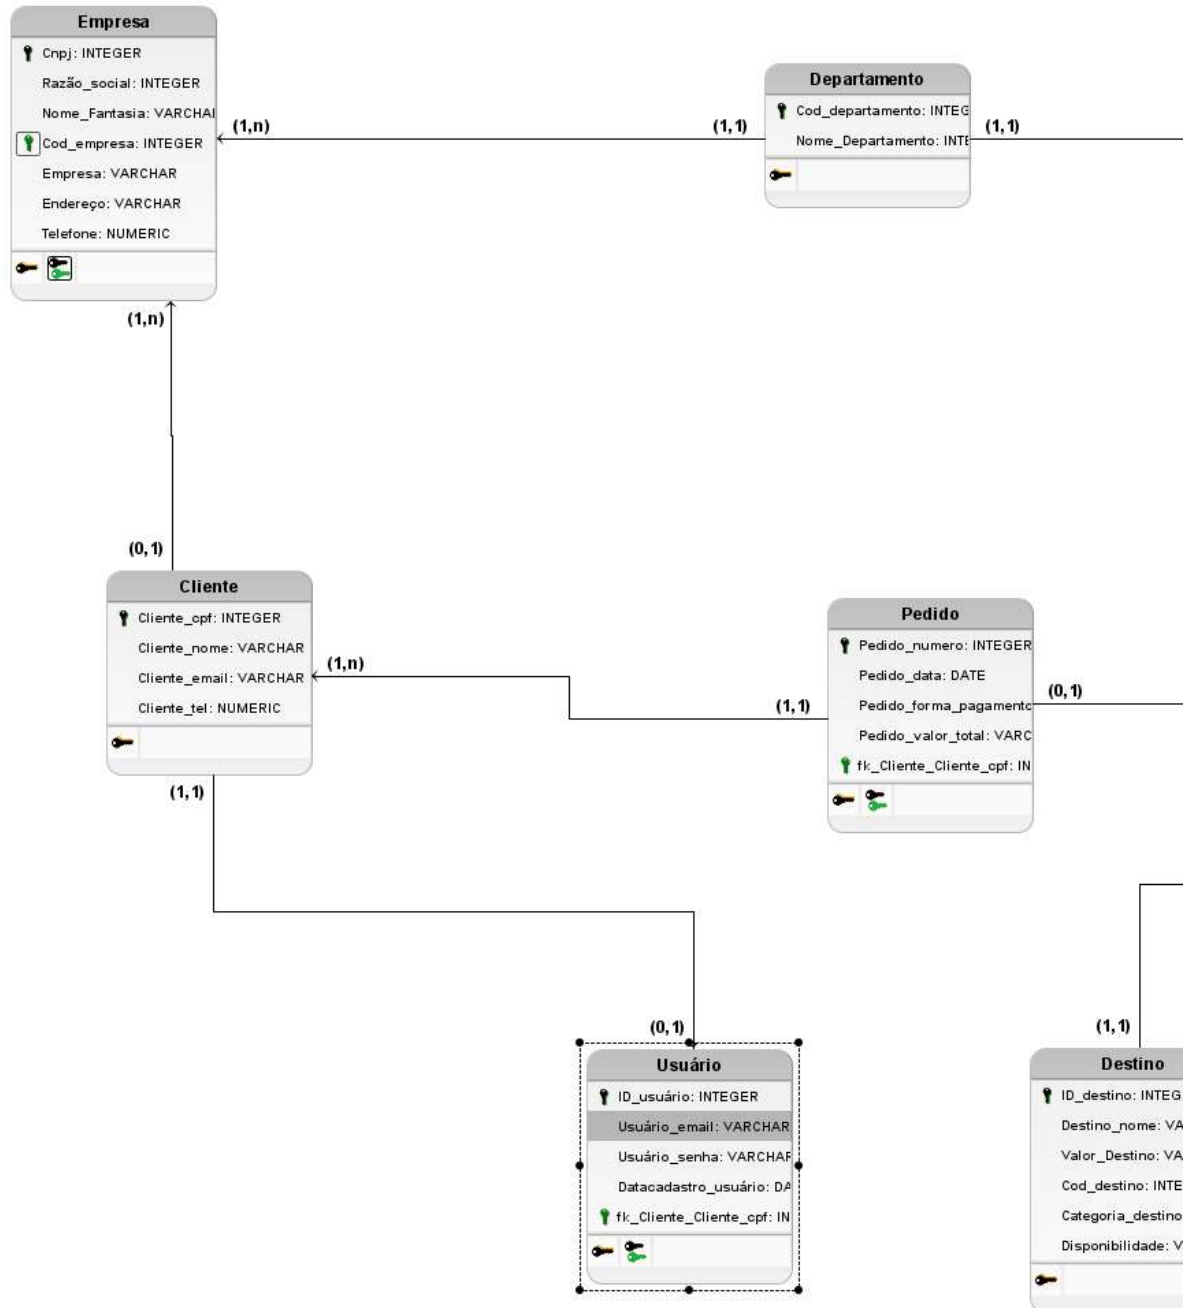 Empresa
Cnpj: INTEGER
Razão_social: INTEGER
Nome_Fantasia: VARCHAI
Cod_empresa: INTEGER
Empresa: VARCHAR
Endereço: VARCHAR
Telefone: NUMERIC
(1,n)
(1,1)
Departamento
Cod_departamento: INTEG
Nome_Departamento: INTE
(1,1)
(1,n)
(0,1)
Cliente
Cliente_cpf: INTEGER
Cliente_nome: VARCHAR
Cliente_email: VARCHAR
Cliente_tel: NUMERIC
(1,n)
(1,1)
Pedido
Pedido_numero: INTEGER
Pedido_data: DATE
Pedido_forma_pagamento
Pedido_valor_total: VARC
fk_Cliente_Cliente_cpf: IN
(0,1)
(1,1)
(0,1)
Usuário
ID_usuário: INTEGER
Usuário_email: VARCHAR
Usuário_senha: VARCHAR
Datacadastro_usuário: DA
fk_Cliente_Cliente_cpf: IN
(1,1)
Destino
ID_destino: INTEG
Destino_nome: VA
Valor_Destino: VA
Cod_destino: INTE
Categoria_destino
Disponibilidade: V